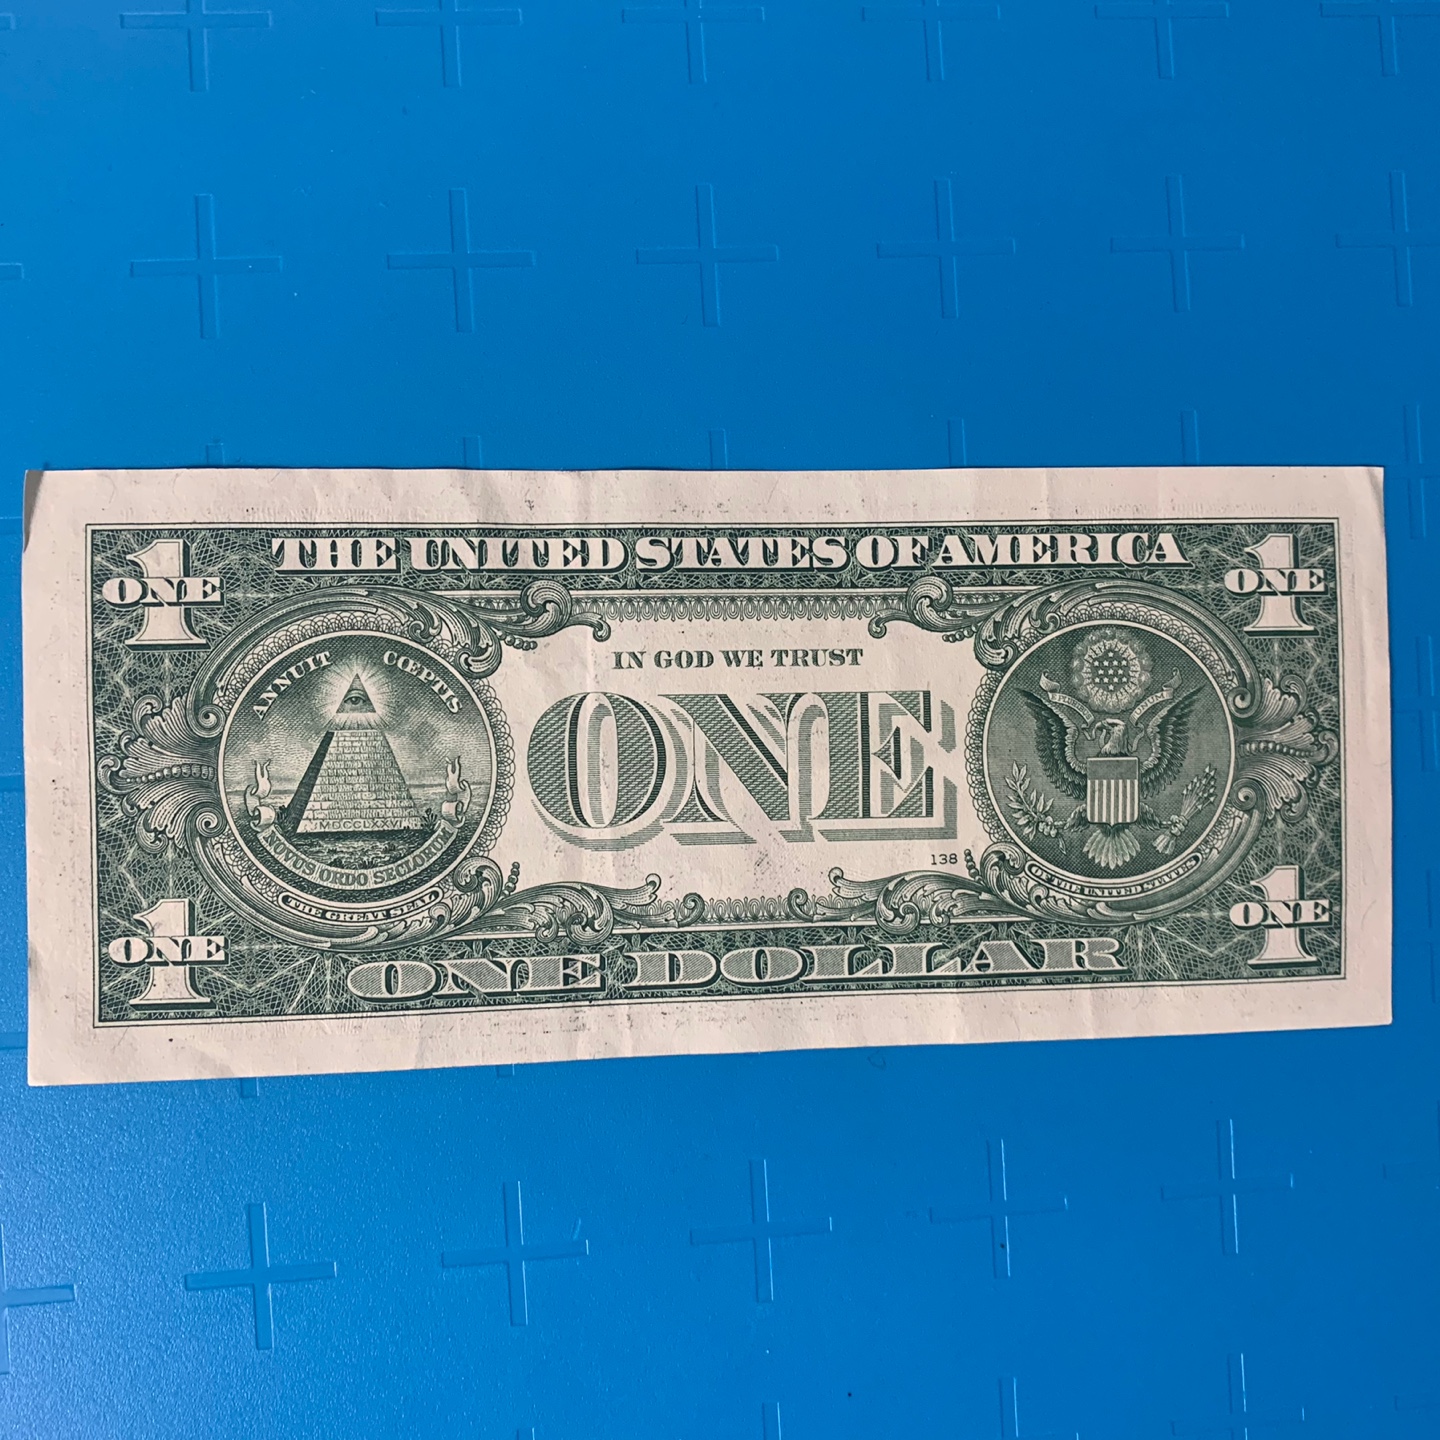 THE UNITED STATES OF AMERICA
1 ONE
1 ONE
ANNUIT CŒPTIS
IN GOD WE TRUST
ONE
MDCCLXXVI
NOVUS ORDO SECLORUM
THE GREAT SEAL
138
OF THE UNITED STATES
1 ONE
1 ONE
ONE DOLLAR